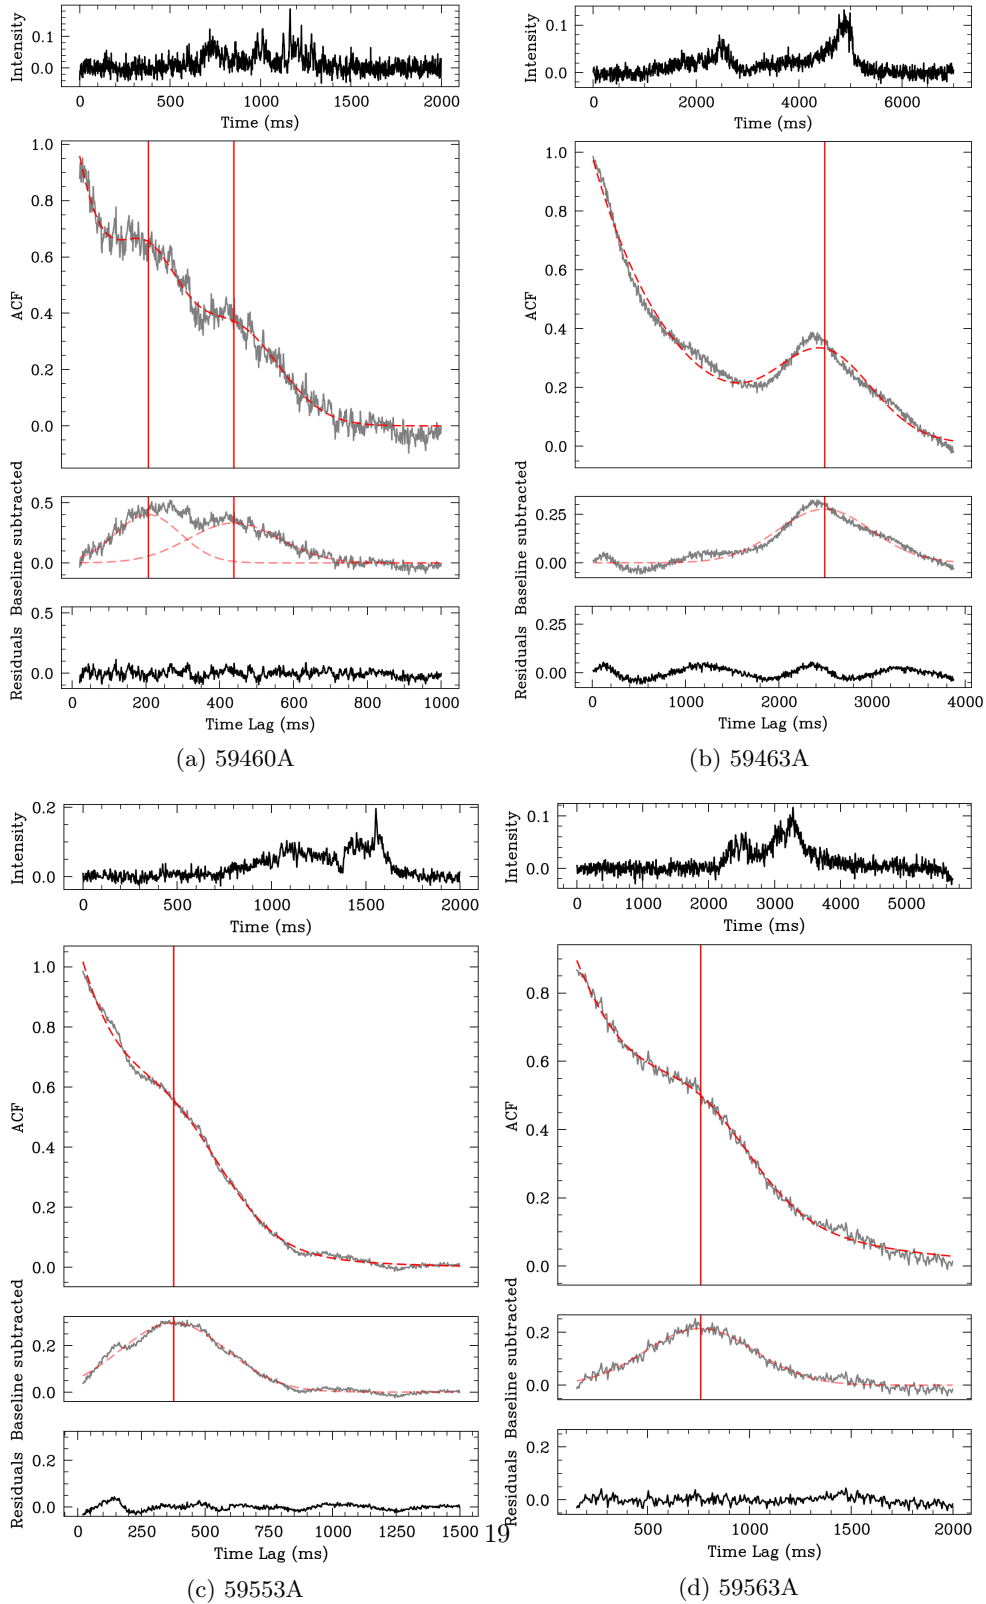 Intensity
0.1
0.0
0 500 1000 1500 2000
Time (ms)
ACF
1.0
0.8
0.6
0.4
0.2
0.0
Baseline subtracted
0.5
0.0
Residuals
0.5
0.0
0 200 400 600 800 1000
Time Lag (ms)
(a) 59460A
Intensity
0.1
0.0
0 2000 4000 6000
Time (ms)
ACF
1.0
0.8
0.6
0.4
0.2
0.0
Baseline subtracted
0.25
0.00
Residuals
0.25
0.00
0 1000 2000 3000 4000
Time Lag (ms)
(b) 59463A
Intensity
0.2
0.0
0 500 1000 1500 2000
Time (ms)
ACF
1.0
0.8
0.6
0.4
0.2
0.0
Baseline subtracted
0.2
0.0
Residuals
0.2
0.0
0 250 500 750 1000 1250 1500
Time Lag (ms)
(c) 59553A
Intensity
0.1
0.0
0 1000 2000 3000 4000 5000
Time (ms)
ACF
0.8
0.6
0.4
0.2
0.0
Baseline subtracted
0.2
0.0
Residuals
0.2
0.0
500 1000 1500 2000
Time Lag (ms)
(d) 59563A
19